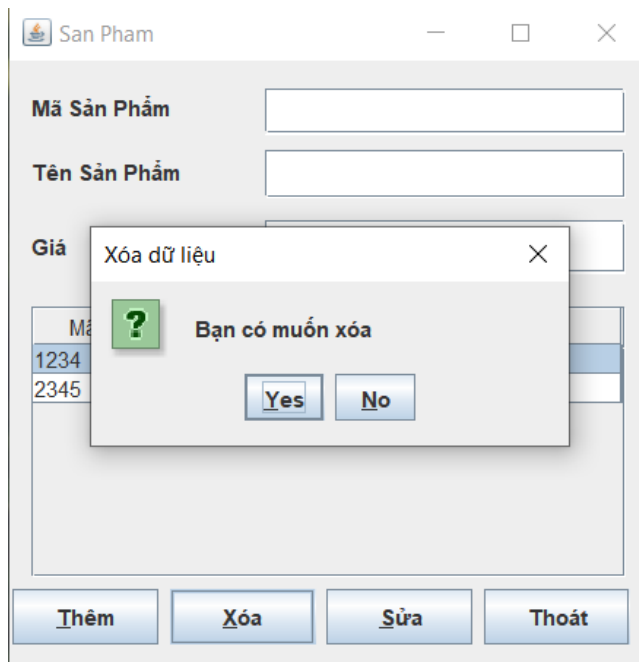 San Pham
Mã Sản Phẩm
Tên Sản Phẩm
Giá
Xóa dữ liệu
Bạn có muốn xóa
Yes No
1234
2345
Thêm Xóa Sửa Thoát